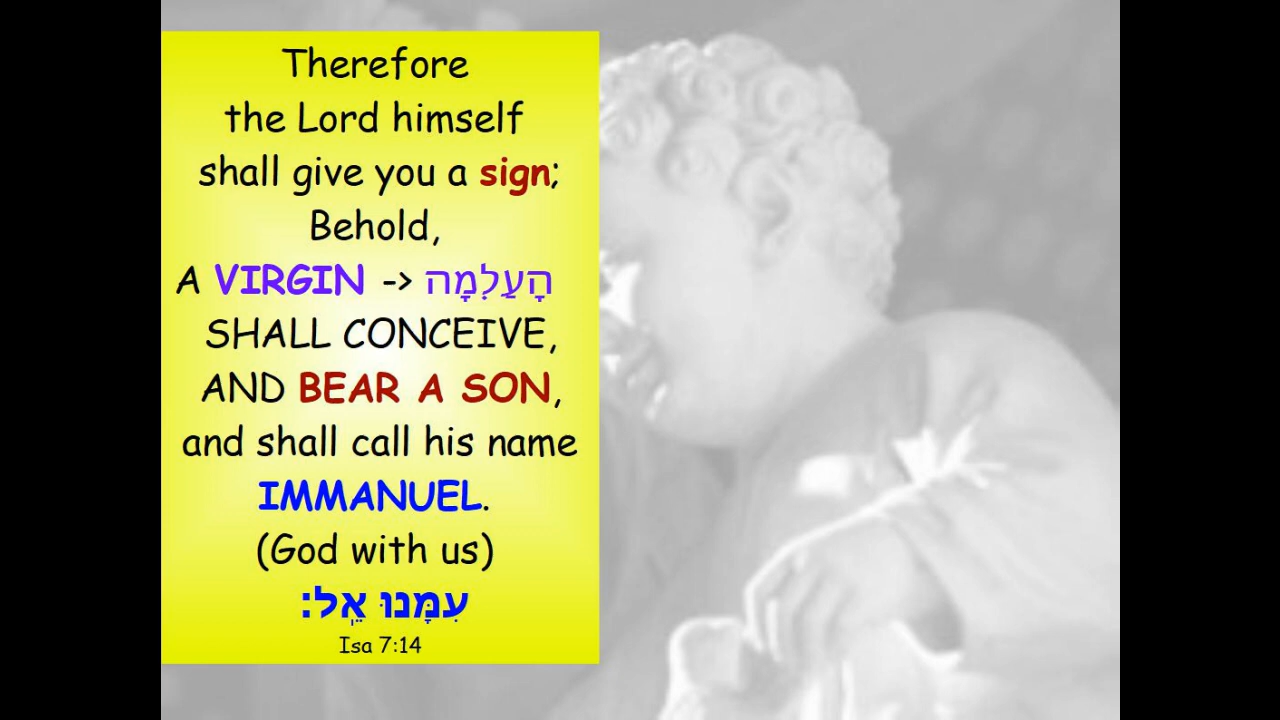 Therefore
the Lord himself
shall give you a sign;
Behold,
A VIRGIN -> הָעַלְמָה
SHALL CONCEIVE,
AND BEAR A SON,
and shall call his name
IMMANUEL.
(God with us)
עִמָּנוּ אֵֽל׃
Isa 7:14